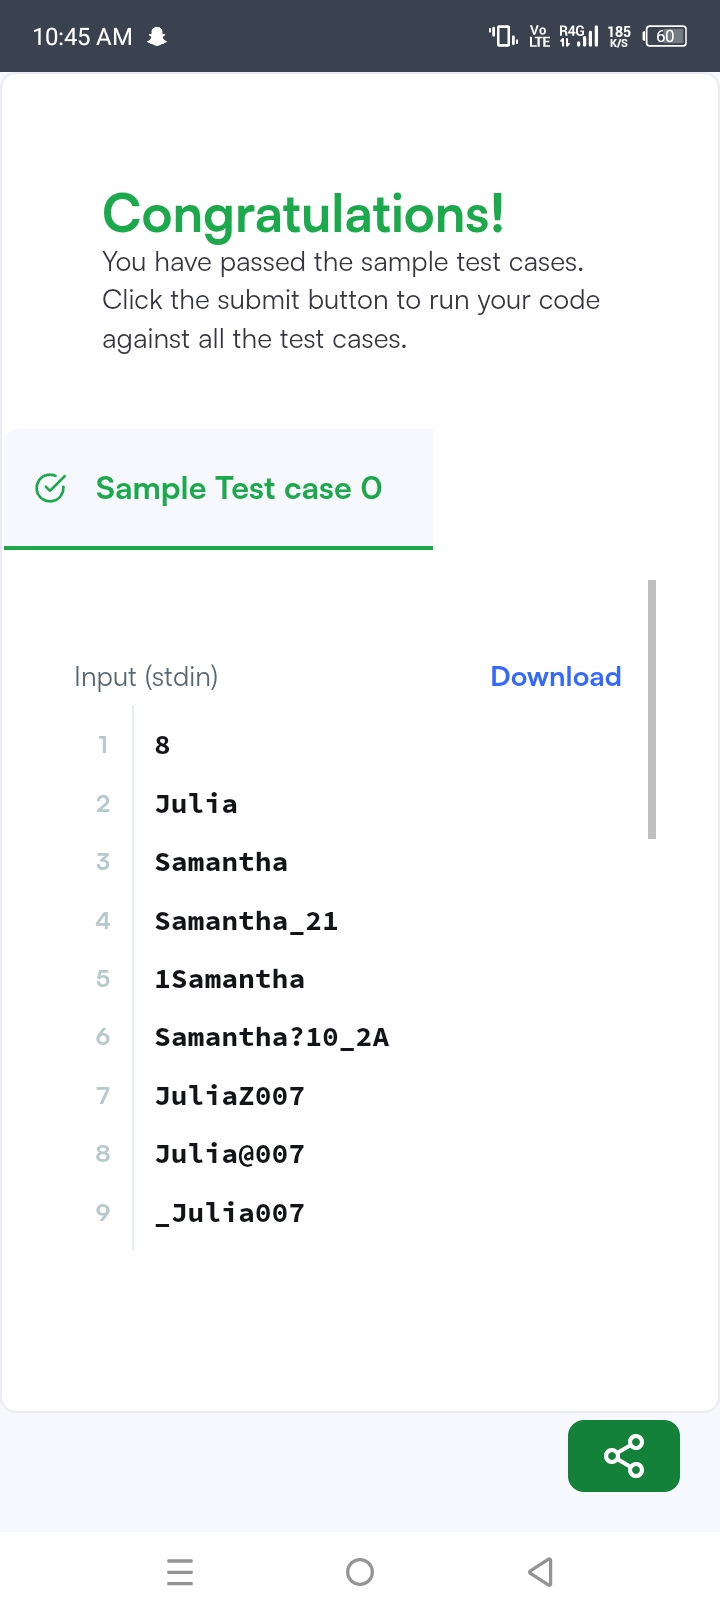 10:45 AM
Vo LTE R4G 185 K/S 60
Congratulations!
You have passed the sample test cases.
Click the submit button to run your code
against all the test cases.
Sample Test case 0
Input (stdin) Download
1 8
2 Julia
3 Samantha
4 Samantha_21
5 1Samantha
6 Samantha?10_2A
7 JuliaZ007
8 Julia@007
9 _Julia007